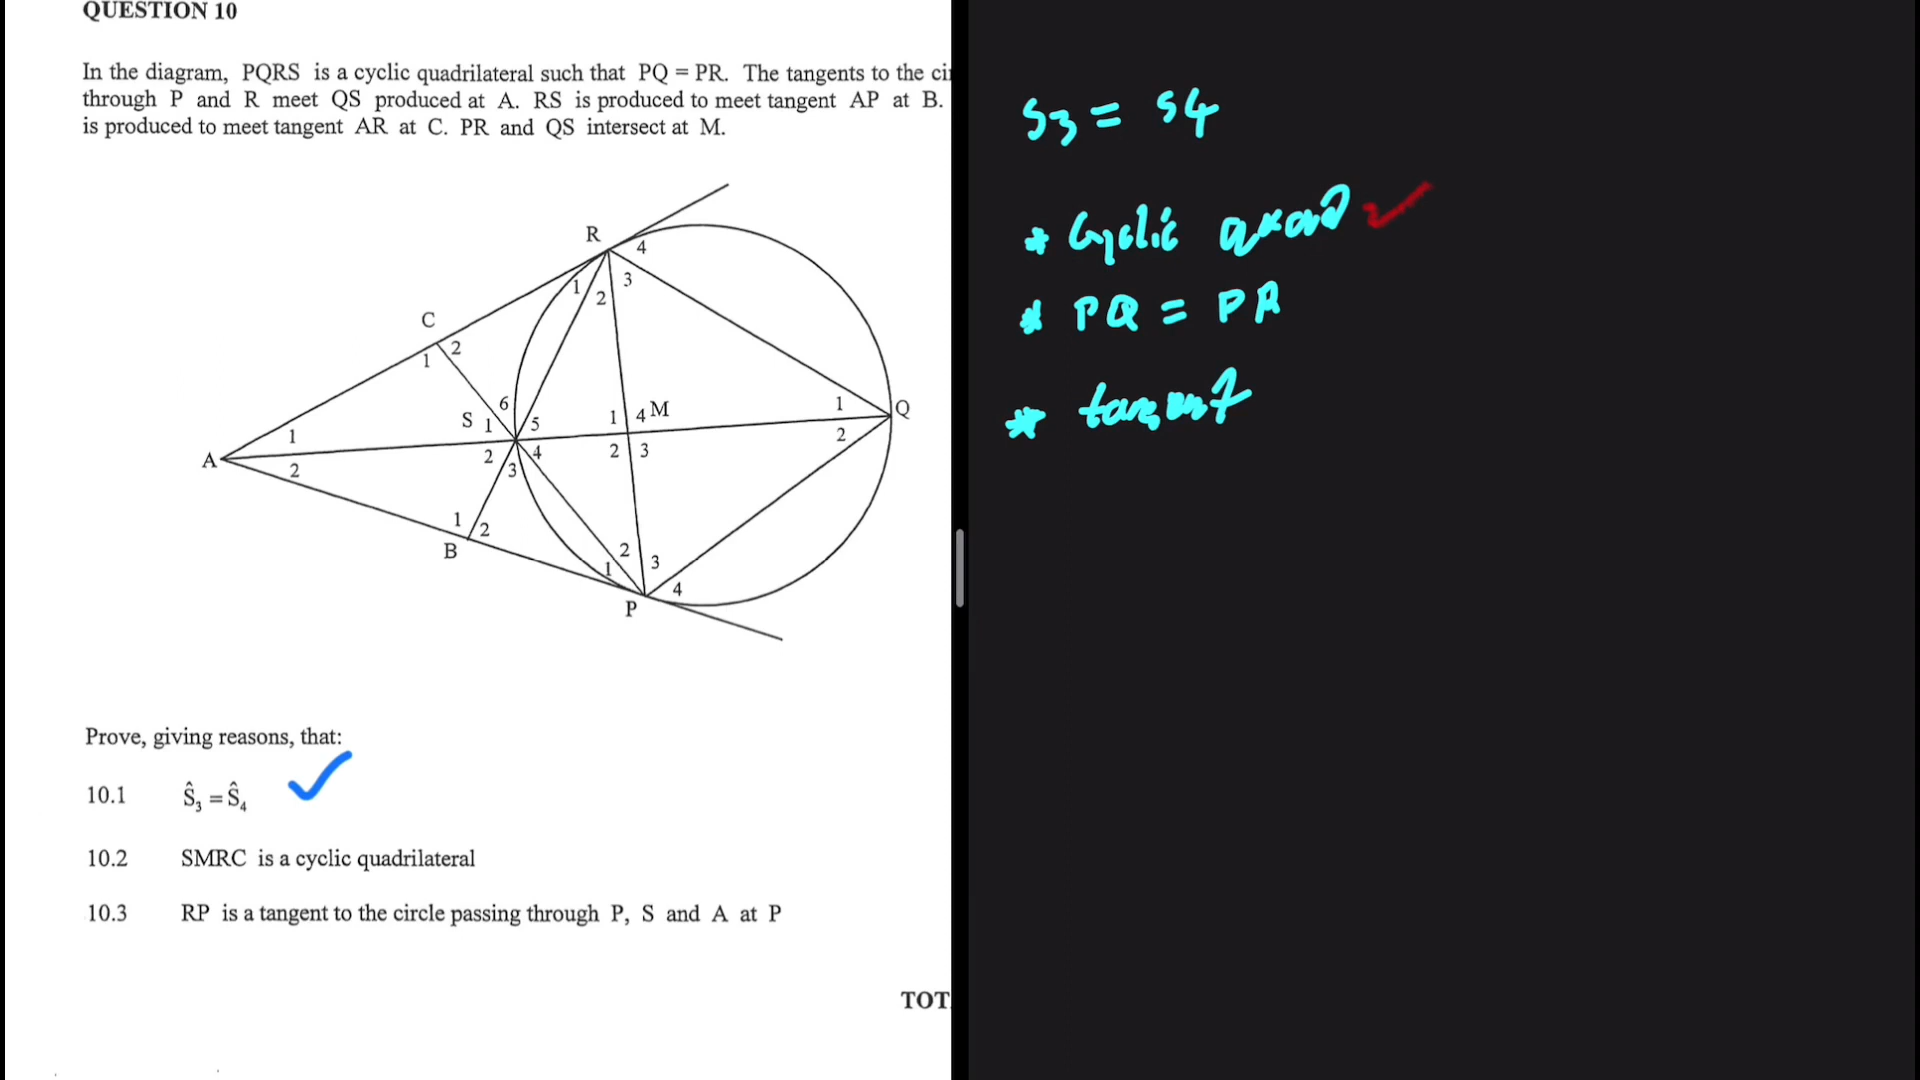 QUESTION 10
In the diagram, PQRS is a cyclic quadrilateral such that PQ = PR. The tangents to the
through P and R meet QS produced at A. RS is produced to meet tangent AP at B.
is produced to meet tangent AR at C. PR and QS intersect at M.
R
4
1
2
3
C
1
2
S
1
6
5
1
4
M
1
Q
A
1
2
2
3
4
2
3
2
1
2
B
1
2
3
4
P
Prove, giving reasons, that:
10.1 Ŝ₃ = Ŝ₄
10.2 SMRC is a cyclic quadrilateral
10.3 RP is a tangent to the circle passing through P, S and A at P
TOT
S3 = S4
* Cyclic quad
* PQ = PR
* tangent